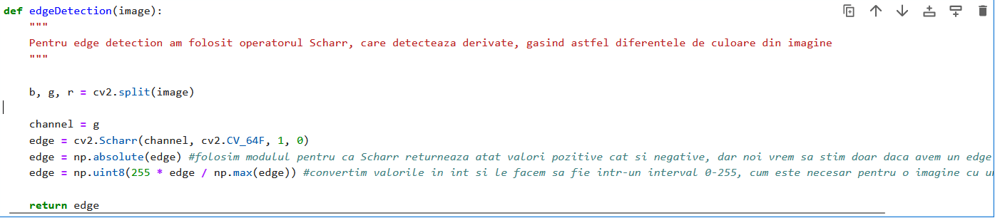 def edgeDetection(image):
"""
Pentru edge detection am folosit operatorul Scharr, care detecteaza derivate, gasind astfel diferentele de culoare din imagine
"""
b, g, r = cv2.split(image)
channel = g
edge = cv2.Scharr(channel, cv2.CV_64F, 1, 0)
edge = np.absolute(edge) #folosim modulul pentru ca Scharr returneaza atat valori pozitive cat si negative, dar noi vrem sa stim doar daca avem un edge
edge = np.uint8(255 * edge / np.max(edge)) #convertim valorile in int si le facem sa fie intr-un interval 0-255, cum este necesar pentru o imagine cu
return edge